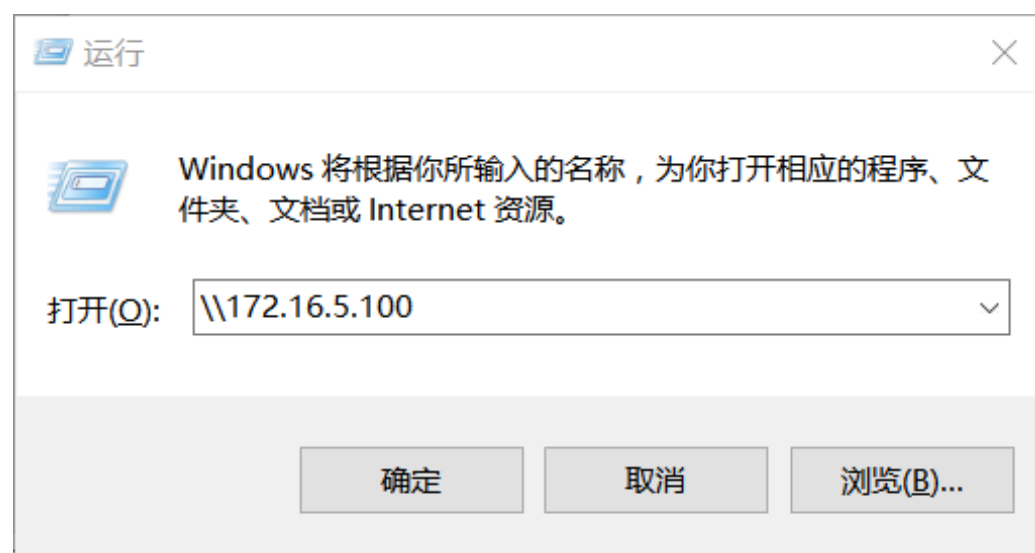 运行
Windows 将根据你所输入的名称，为你打开相应的程序、文
件夹、文档或 Internet 资源。
打开(O): \\172.16.5.100
确定 取消 浏览(B)...